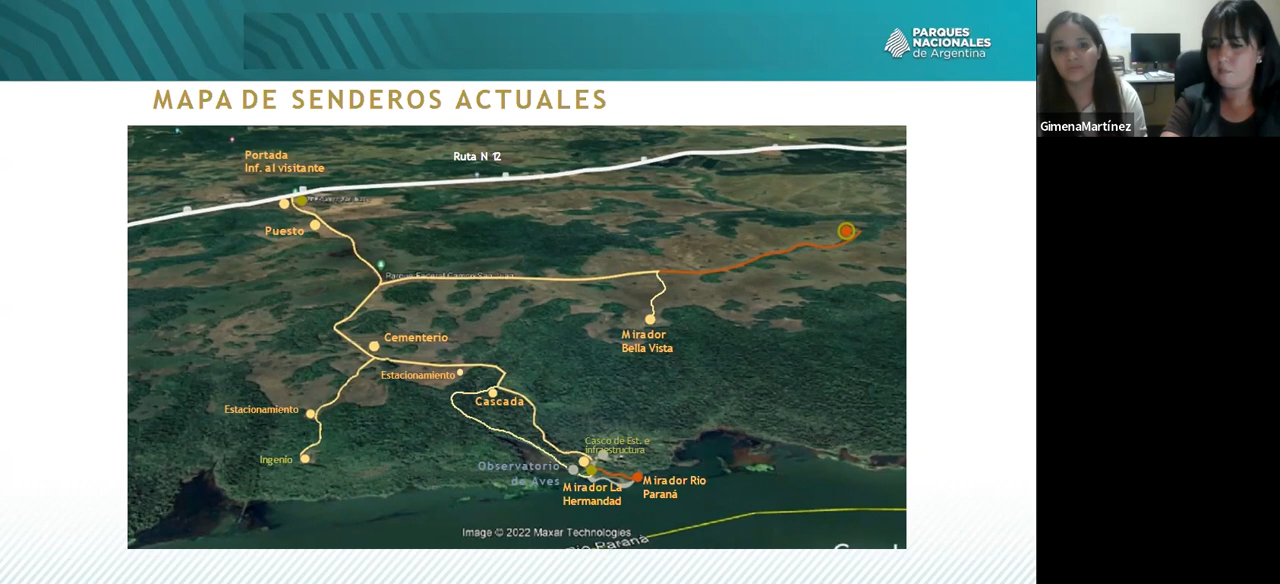 PARQUES
NACIONALES
de Argentina
GimenaMartínez
MAPA DE SENDEROS ACTUALES
Portada
Inf. al visitante
Ruta N 12
Puesto
Mirador
Bella Vista
Cementerio
Estacionamiento
Cascada
Estacionamiento
Casco de Est. e
infraestructura
Ingenio
Observatorio
de Aves
Mirador La
Hermandad
Mirador Rio
Paraná
Image © 2022 Maxar Technologies
Río Paraná